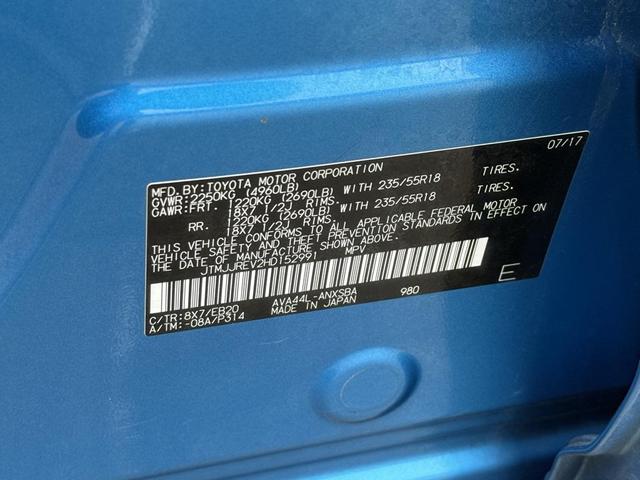 MFD.BY:TOYOTA MOTOR CORPORATION 07/17
GVWR:2250KG (4960LB)
GAWR:FRT. 1220KG (2690LB) WITH 235/55R18 TIRES.
18X7 1/2J RIMS.
RR. 1220KG (2690LB) WITH 235/55R18 TIRES.
18X7 1/2J RIMS.
THIS VEHICLE CONFORMS TO ALL APPLICABLE FEDERAL MOTOR
VEHICLE SAFETY AND THEFT PREVENTION STANDARDS IN EFFECT ON
THE DATE OF MANUFACTURE SHOWN ABOVE.
JTMJJREV2HD152991 MPV
E
C/TR:8X7/EB20 AVA44L-ANXSBA 980
A/TM:-08A/P314 MADE IN JAPAN